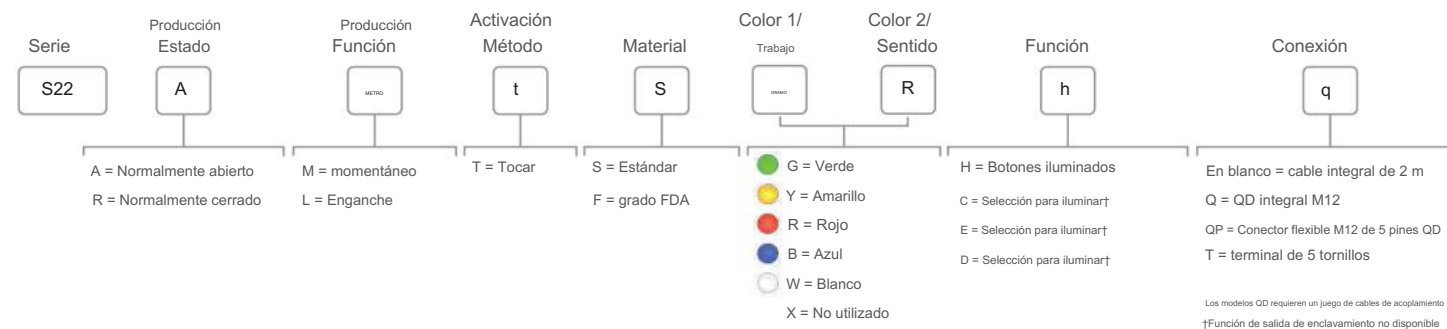 Serie
Producción
Estado
Producción
Función
Activación
Método
Material
Color 1/
Trabajo
Color 2/
Sentido
Función
Conexión
S22
A
METRO
t
S
GRAMO
R
h
q
A = Normalmente abierto
R = Normalmente cerrado
M = momentáneo
L = Enganche
T = Tocar
S = Estándar
F = grado FDA
G = Verde
Y = Amarillo
R = Rojo
B = Azul
W = Blanco
X = No utilizado
H = Botones iluminados
C = Selección para iluminar†
E = Selección para iluminar†
D = Selección para iluminar†
En blanco = cable integral de 2 m
Q = QD integral M12
QP = Conector flexible M12 de 5 pines QD
T = terminal de 5 tornillos
Los modelos QD requieren un juego de cables de acoplamiento
†Función de salida de enclavamiento no disponible